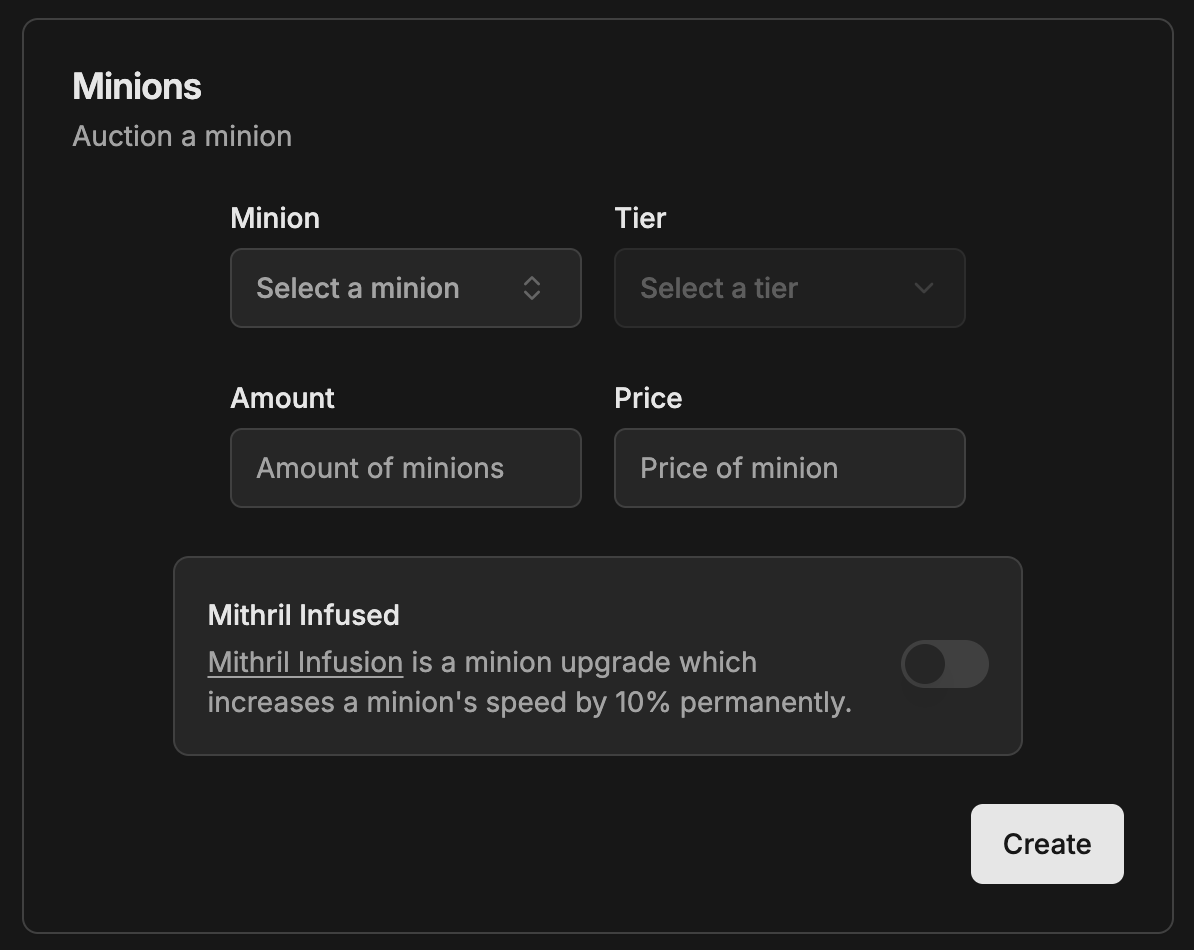 Minions
Auction a minion
Minion
Tier
Select a minion
Select a tier
Amount
Price
Amount of minions
Price of minion
Mithril Infused
Mithril Infusion is a minion upgrade which
increases a minion's speed by 10% permanently.
Create